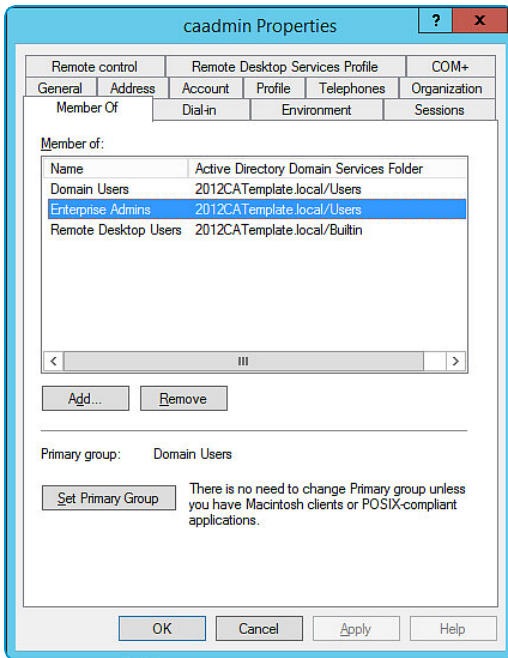 caadmin Properties
? x
Remote control Remote Desktop Services Profile COM+
General Address Account Profile Telephones Organization
Member Of Dial-in Environment Sessions
Member of:
Name Active Directory Domain Services Folder
Domain Users 2012CATemplate.local/Users
Enterprise Admins 2012CATemplate.local/Users
Remote Desktop Users 2012CATemplate.local/Builtin
Add... Remove
Primary group: Domain Users
Set Primary Group
There is no need to change Primary group unless
you have Macintosh clients or POSIX-compliant
applications.
OK Cancel Apply Help